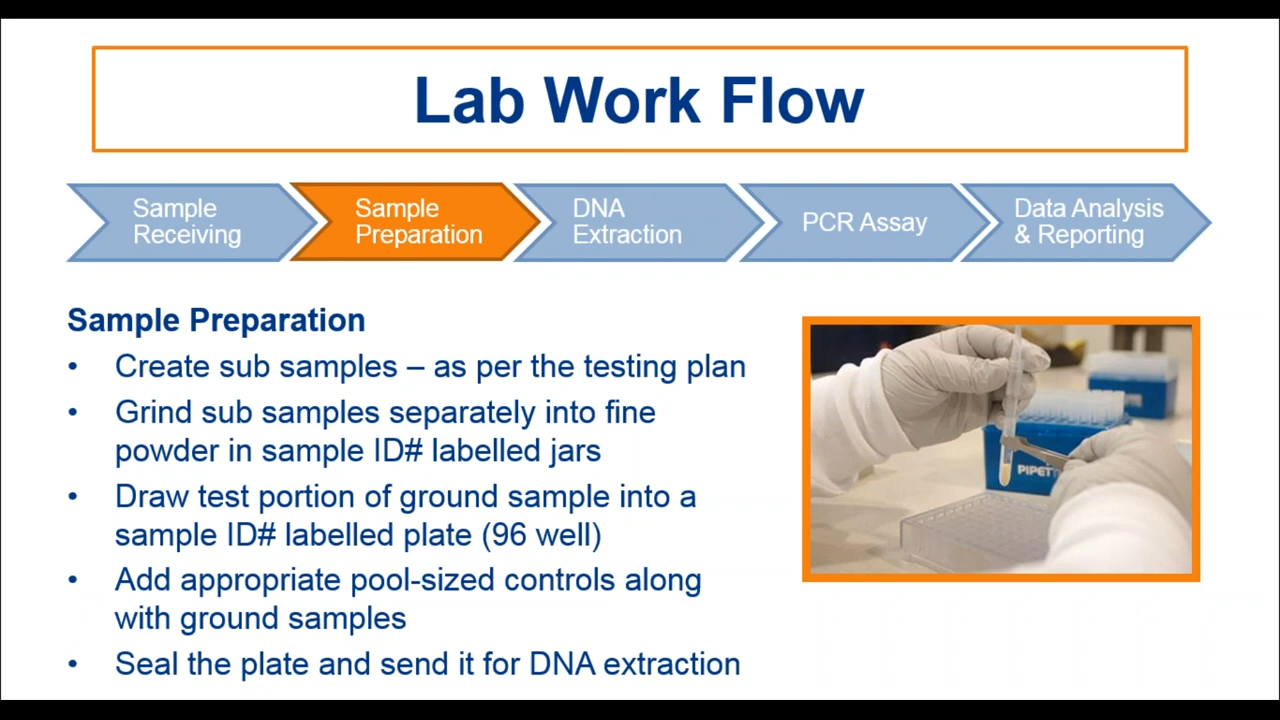 Lab Work Flow
Sample
Receiving
Sample
Preparation
DNA
Extraction
PCR Assay
Data Analysis
& Reporting
Sample Preparation
• Create sub samples – as per the testing plan
• Grind sub samples separately into fine
powder in sample ID# labelled jars
• Draw test portion of ground sample into a
sample ID# labelled plate (96 well)
• Add appropriate pool-sized controls along
with ground samples
• Seal the plate and send it for DNA extraction